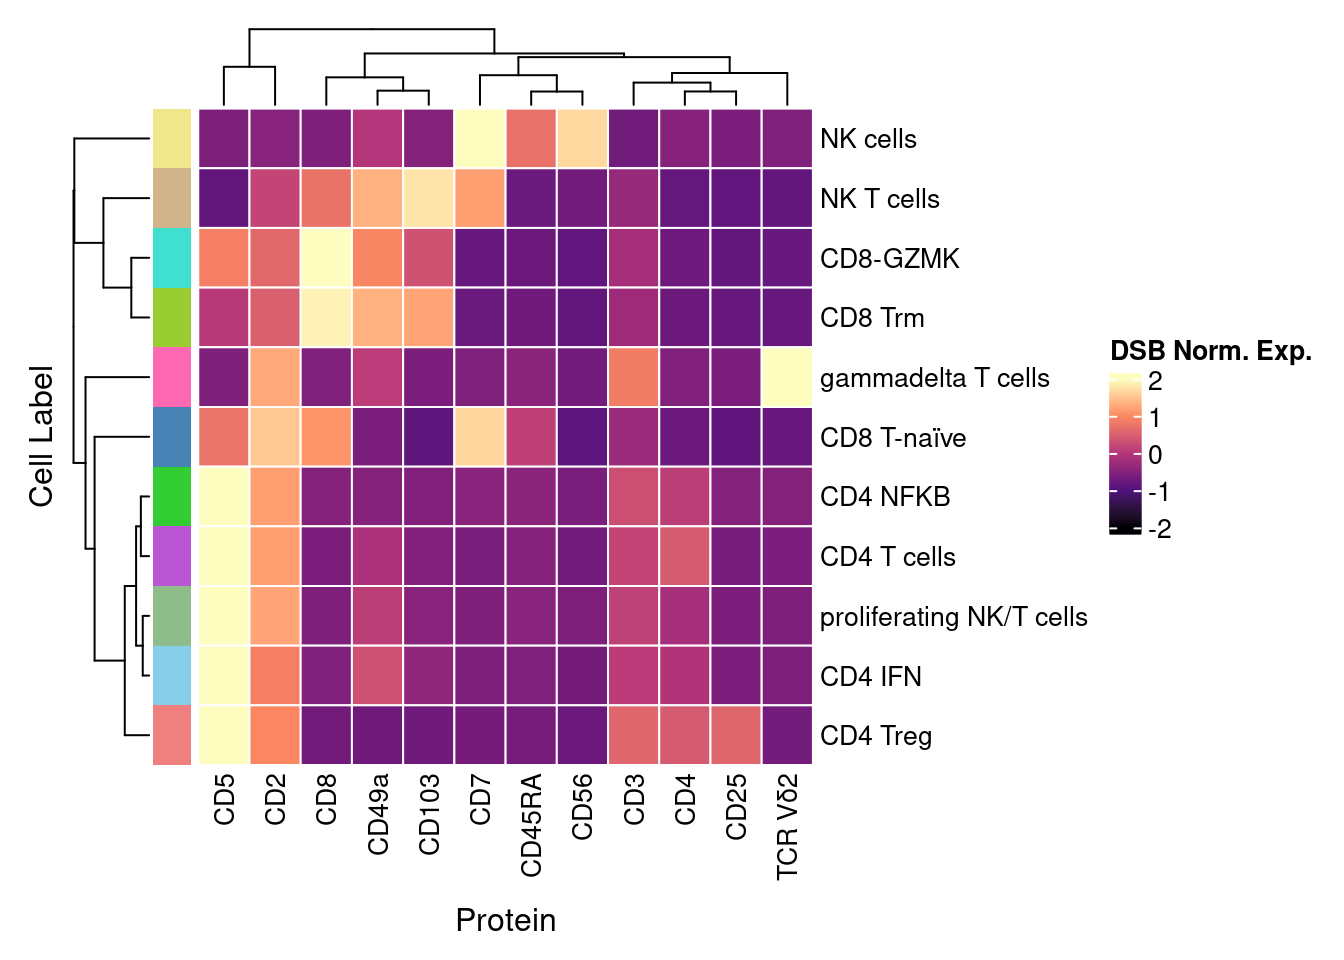 NK cells
NK T cells
CD8-GZMK
CD8 Trm
gammadelta T cells
CD8 T-naïve
CD4 NFKB
CD4 T cells
proliferating NK/T cells
CD4 IFN
CD4 Treg
Cell Label
CD5
CD2
CD8
CD49a
CD103
CD7
CD45RA
CD56
CD3
CD4
CD25
TCR Vδ2
Protein
DSB Norm. Exp.
2
1
0
-1
-2